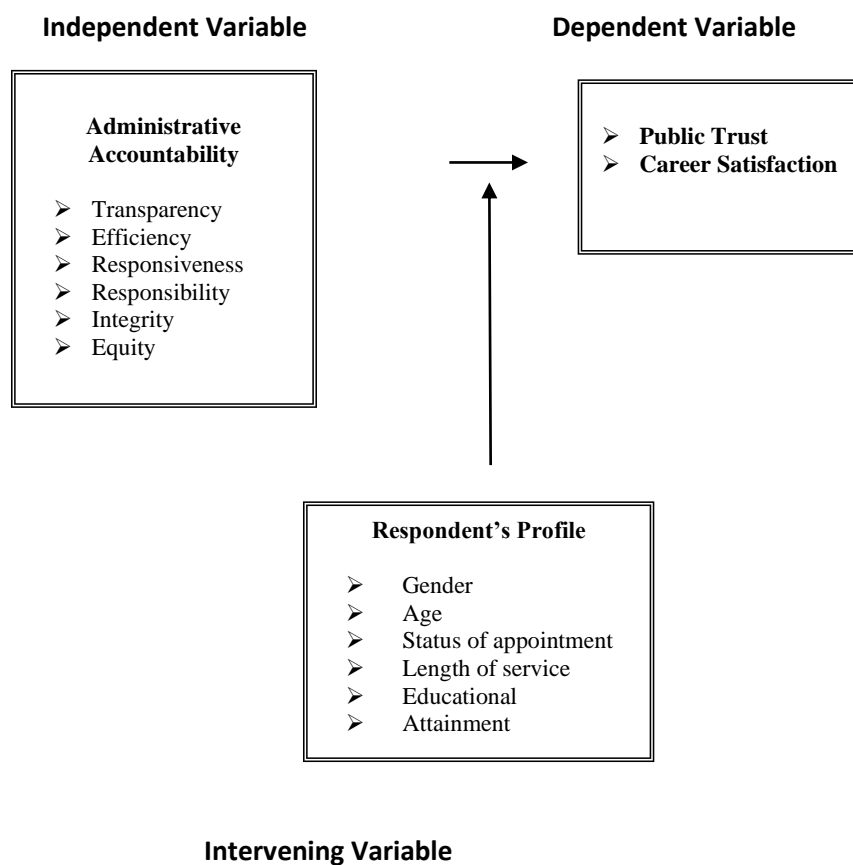 Independent Variable
Dependent Variable
Administrative
Accountability
➢ Transparency
➢ Efficiency
➢ Responsiveness
➢ Responsibility
➢ Integrity
➢ Equity
➢ Public Trust
➢ Career Satisfaction
Respondent’s Profile
➢ Gender
➢ Age
➢ Status of appointment
➢ Length of service
➢ Educational
➢ Attainment
Intervening Variable